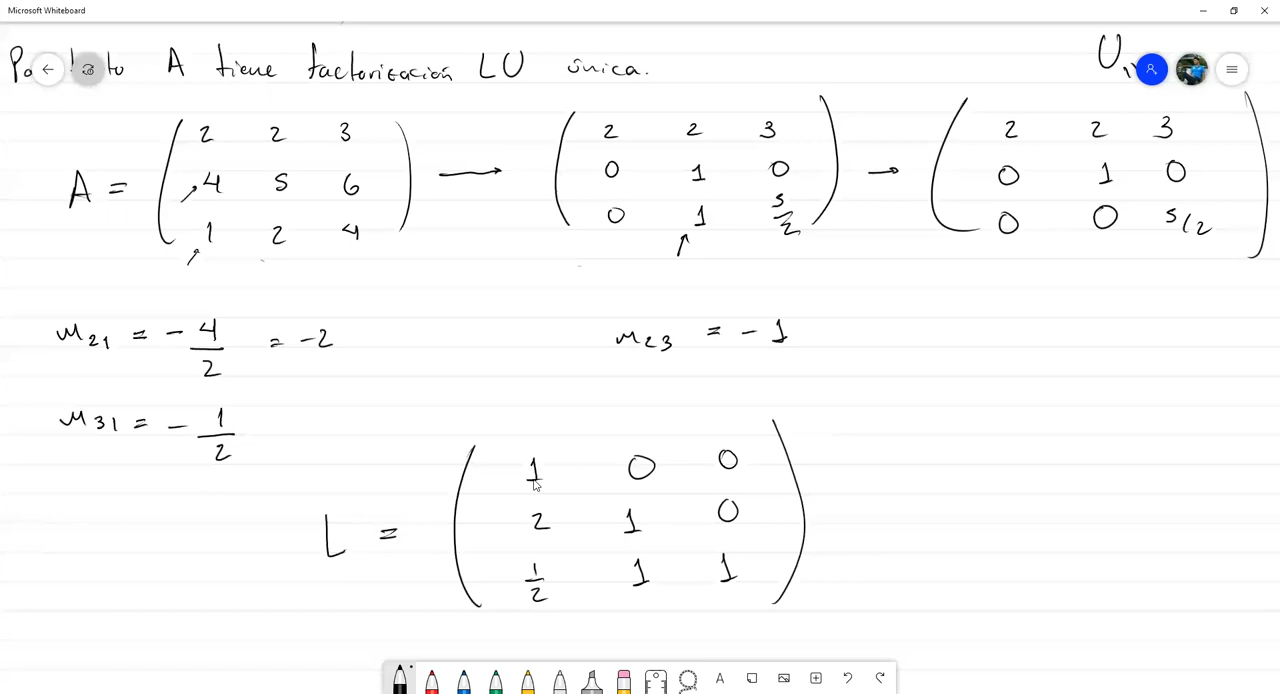 Microsoft Whiteboard
A tiene factorización LU única.
A = ( 2 2 3 → ( 2 2 3 → ( 2 2 3
4 5 6 0 1 0 0 1 0
1 2 4 ) 0 1 5/2 ) 0 0 5/2 )
m21 = - 4/2 = -2 m23 = - 1
m31 = - 1/2
L = ( 1 0 0
2 1 0
1/2 1 1 )
A